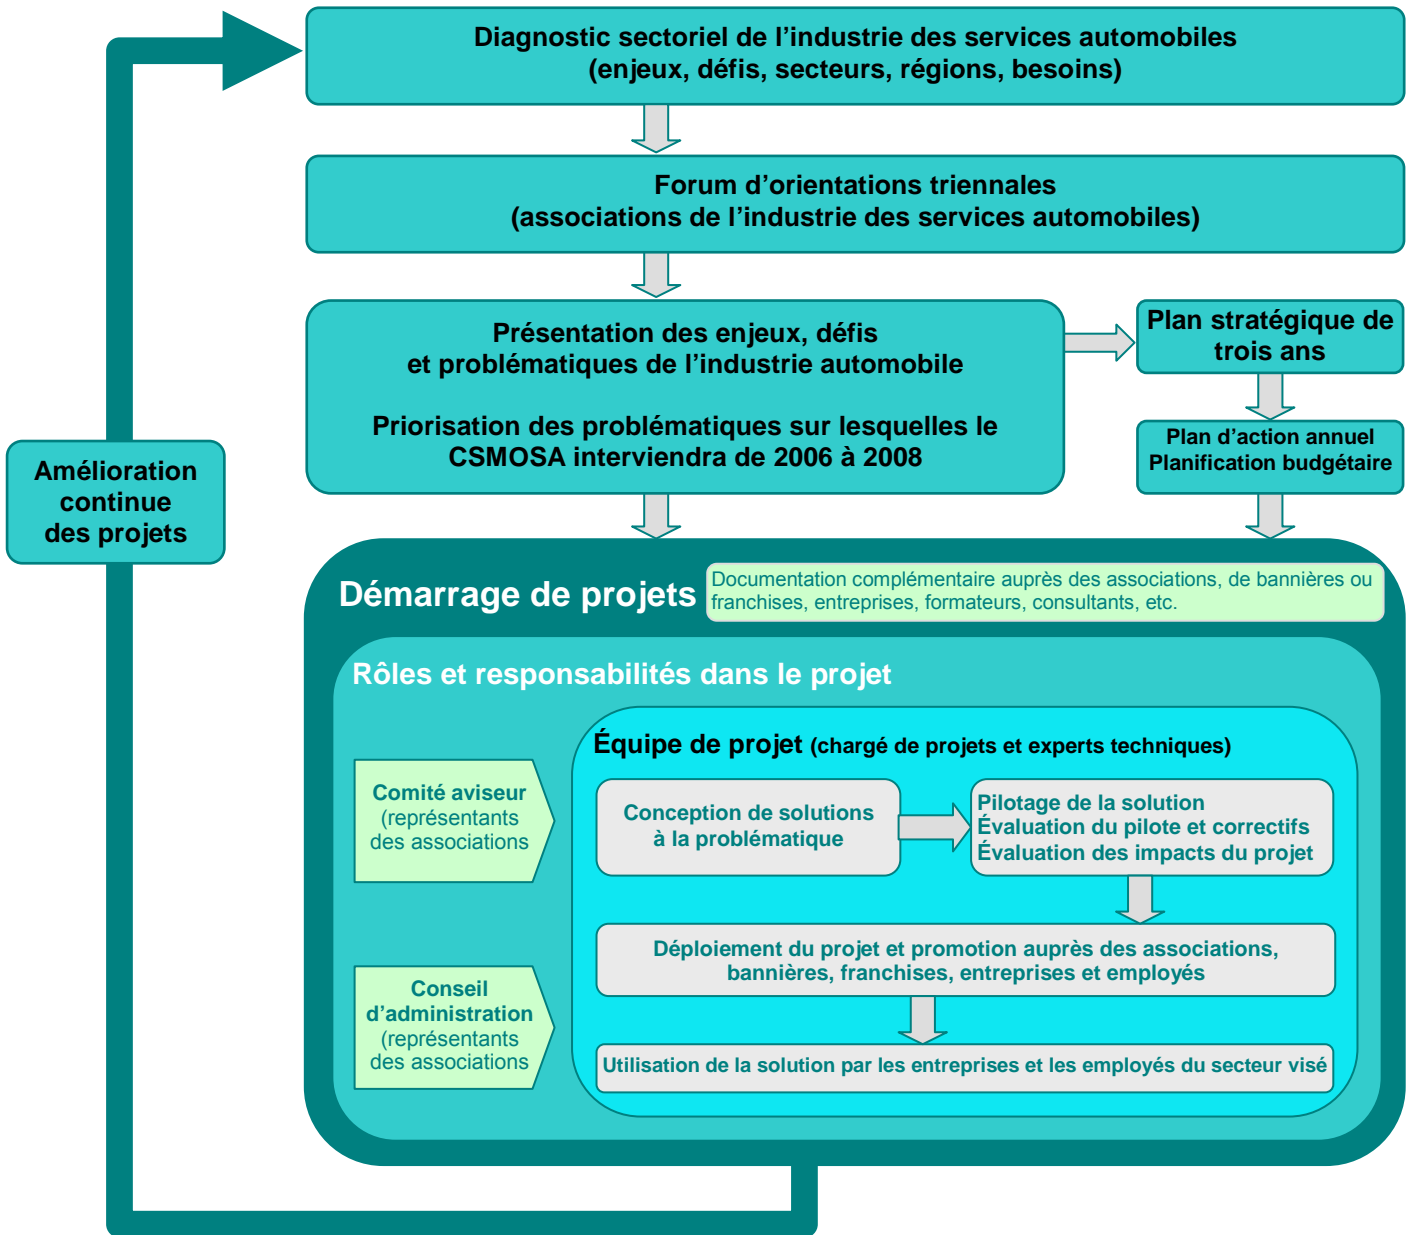 Diagnostic sectoriel de l’industrie des services automobiles
(enjeux, défis, secteurs, régions, besoins)
Forum d’orientations triennales
(associations de l’industrie des services automobiles)
Présentation des enjeux, défis
et problématiques de l’industrie automobile
Priorisation des problématiques sur lesquelles le
CSMOSA interviendra de 2006 à 2008
Plan stratégique de
trois ans
Plan d’action annuel
Planification budgétaire
Amélioration
continue
des projets
Démarrage de projets
Documentation complémentaire auprès des associations, de bannières ou
franchises, entreprises, formateurs, consultants, etc.
Rôles et responsabilités dans le projet
Équipe de projet (chargé de projets et experts techniques)
Comité aviseur
(représentants
des associations
Conception de solutions
à la problématique
Pilotage de la solution
Évaluation du pilote et correctifs
Évaluation des impacts du projet
Déploiement du projet et promotion auprès des associations,
bannières, franchises, entreprises et employés
Conseil
d’administration
(représentants
des associations
Utilisation de la solution par les entreprises et les employés du secteur visé